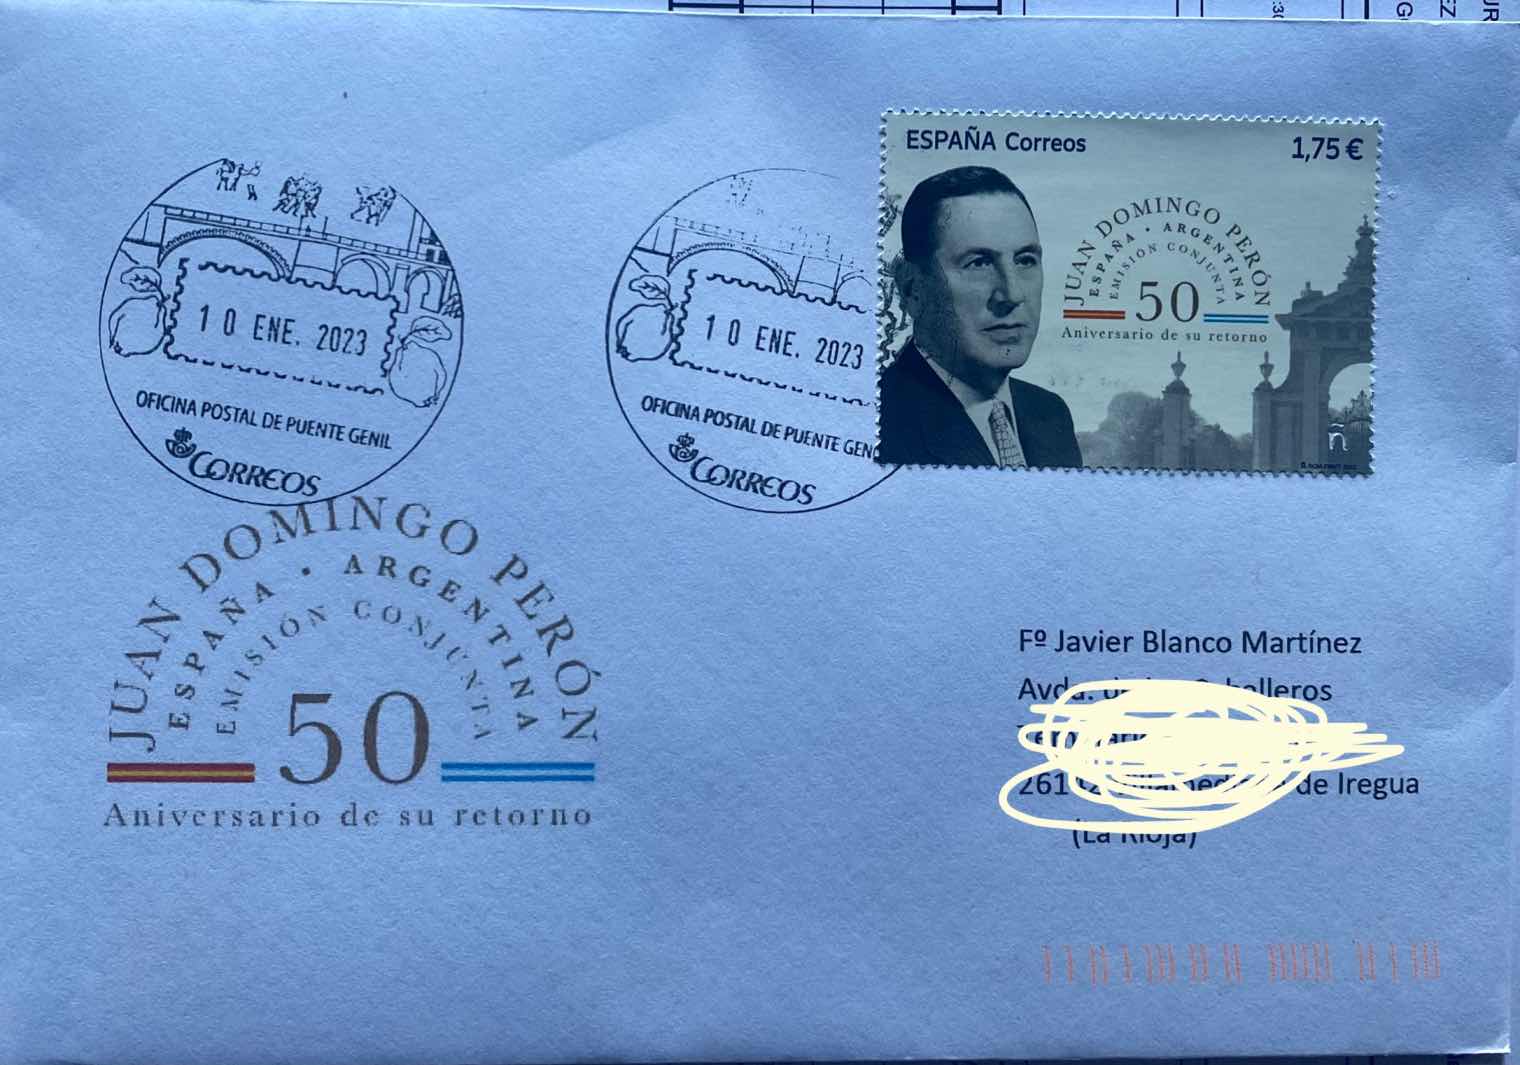 ESPAÑA Correos
1,75 €
JUAN DOMINGO PERÓN
ESPAÑA · ARGENTINA
EMISIÓN CONJUNTA
50
Aniversario de su retorno
ñ
10 ENE. 2023
OFICINA POSTAL DE PUENTE GENIL
CORREOS
10 ENE. 2023
OFICINA POSTAL DE PUENTE GENI
CORREOS
JUAN DOMINGO PERÓN
ESPAÑA · ARGENTINA
EMISIÓN CONJUNTA
50
Aniversario de su retorno
Fº Javier Blanco Martínez
Avda.
de Iregua
(La Rioja)